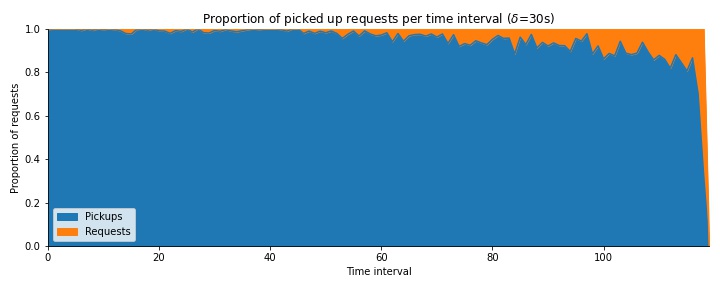 Proportion of picked up requests per time interval (δ=30s)
Proportion of requests
1.0
0.8
0.6
0.4
0.2
0.0
Pickups
Requests
0 20 40 60 80 100
Time interval